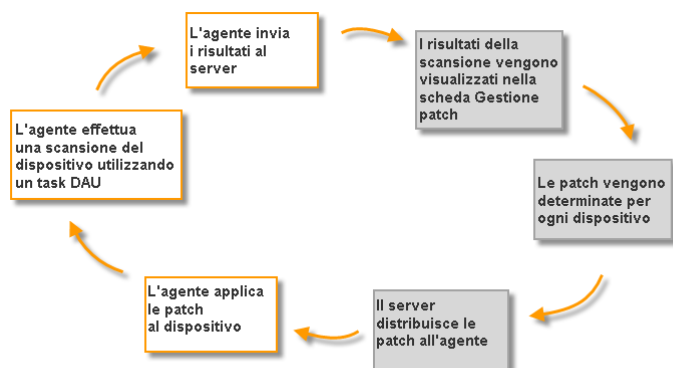 L'agente invia
i risultati al
server
I risultati della
scansione vengono
visualizzati nella
scheda Gestione
patch
Le patch vengono
determinate per
ogni dispositivo
Il server
distribuisce le
patch all'agente
L'agente applica
le patch
al dispositivo
L'agente effettua
una scansione del
dispositivo utilizzando
un task DAU